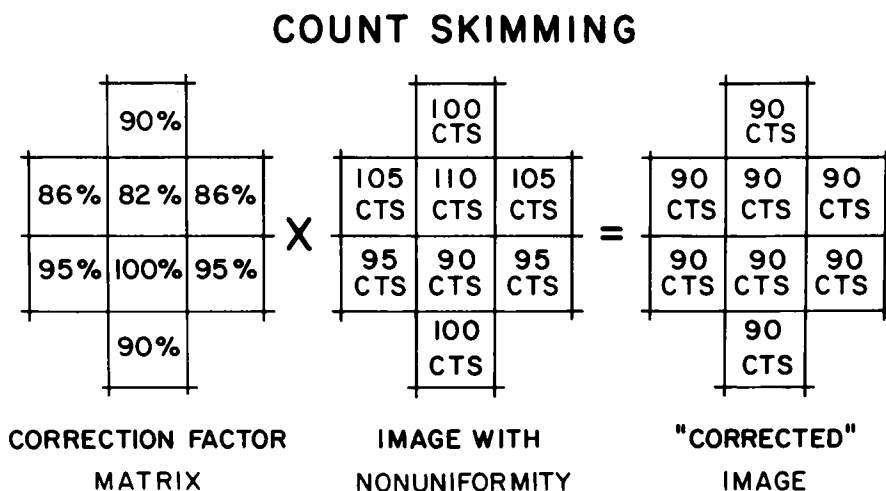 COUNT SKIMMING
90% 100 CTS 90 CTS
86% 82% 86% X 105 CTS 110 CTS 105 CTS = 90 CTS 90 CTS 90 CTS
95% 100% 95% 95 CTS 90 CTS 95 CTS 90 CTS 90 CTS 90 CTS
90% 100 CTS 90 CTS
CORRECTION FACTOR
MATRIX
IMAGE WITH
NONUNIFORMITY
"CORRECTED"
IMAGE